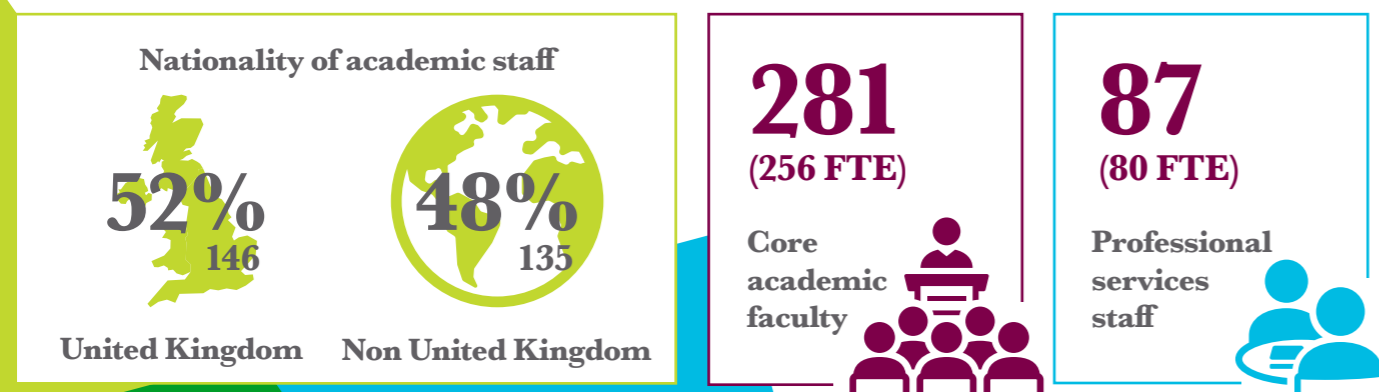 Nationality of academic staff
52%
146
United Kingdom
48%
135
Non United Kingdom
281
(256 FTE)
Core
academic
faculty
87
(80 FTE)
Professional
services
staff